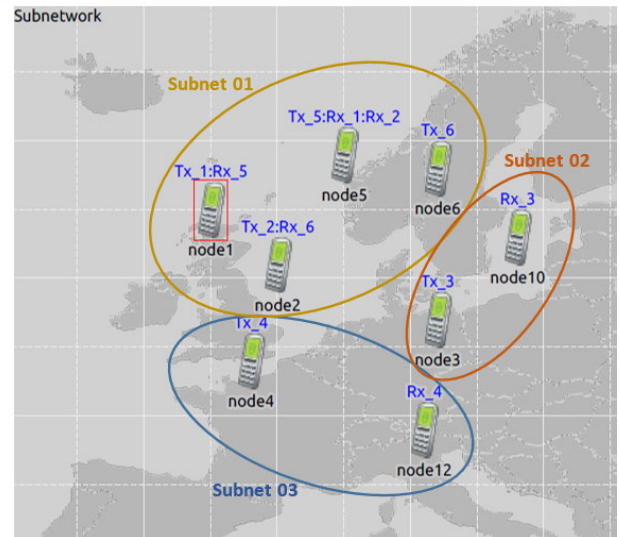 Subnetwork
Subnet 01
Tx_5:Rx_1:Rx_2
Tx_6
node5
node6
Tx_1:Rx_5
node1
Tx_2:Rx_6
node2
Subnet 02
Rx_3
node10
Tx_3
node3
Tx_4
node4
Rx_4
node12
Subnet 03